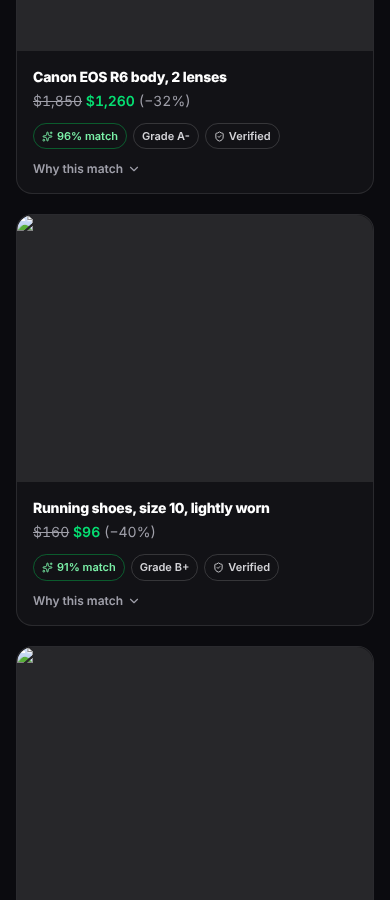 Canon EOS R6 body, 2 lenses
$1,850 $1,260 (−32%)
96% match Grade A- Verified
Why this match
Running shoes, size 10, lightly worn
$160 $96 (−40%)
91% match Grade B+ Verified
Why this match